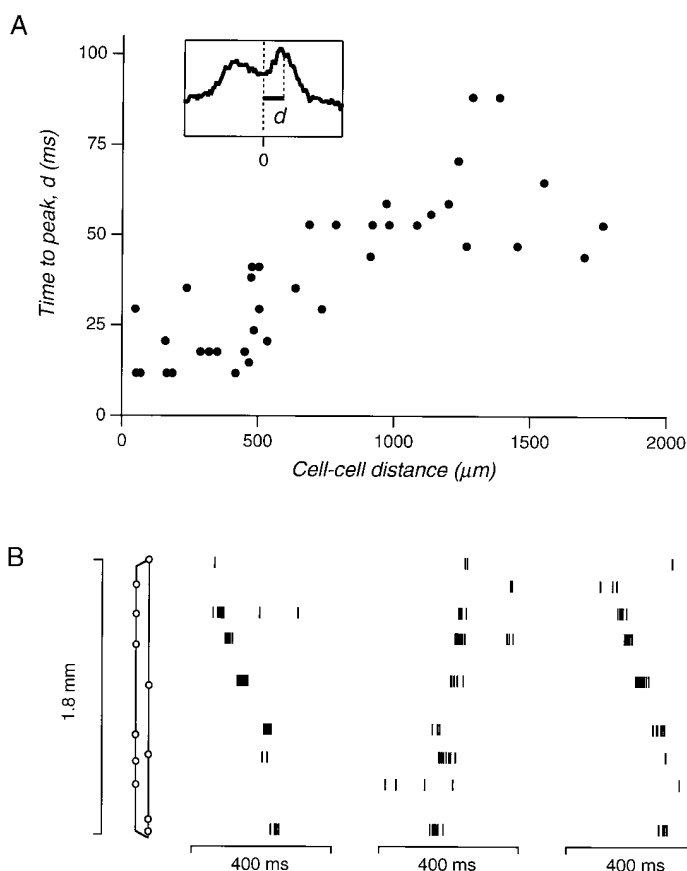 A
100
75
50
25
0
Time to peak, d (ms)
d
0
0
500
1000
1500
2000
Cell-cell distance (μm)
B
1.8 mm
400 ms
400 ms
400 ms